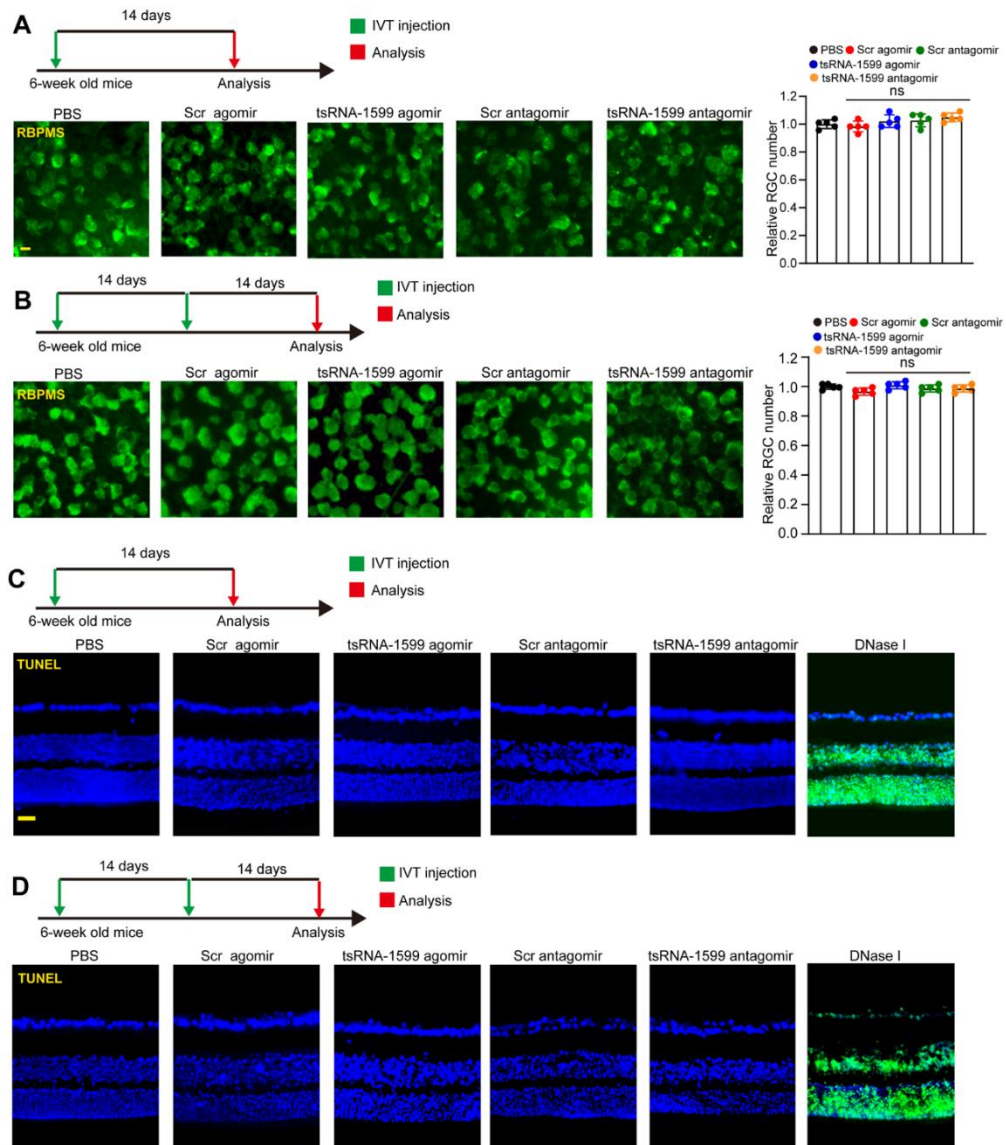 A
14 days
IVT injection
Analysis
6-week old mice
Analysis
PBS
Scr agomir
tsRNA-1599 agomir
Scr antagomir
tsRNA-1599 antagomir
RBPMS
PBS Scr agomir Scr antagomir
tsRNA-1599 agomir
tsRNA-1599 antagomir
ns
Relative RGC number
1.2
1.0
0.8
0.6
0.4
0.2
0.0
B
14 days
14 days
IVT injection
Analysis
6-week old mice
Analysis
PBS
Scr agomir
tsRNA-1599 agomir
Scr antagomir
tsRNA-1599 antagomir
RBPMS
PBS Scr agomir Scr antagomir
tsRNA-1599 agomir
tsRNA-1599 antagomir
ns
Relative RGC number
1.2
1.0
0.8
0.6
0.4
0.2
0.0
C
14 days
IVT injection
Analysis
6-week old mice
Analysis
PBS
Scr agomir
tsRNA-1599 agomir
Scr antagomir
tsRNA-1599 antagomir
DNase I
TUNEL
D
14 days
14 days
IVT injection
Analysis
6-week old mice
Analysis
PBS
Scr agomir
tsRNA-1599 agomir
Scr antagomir
tsRNA-1599 antagomir
DNase I
TUNEL